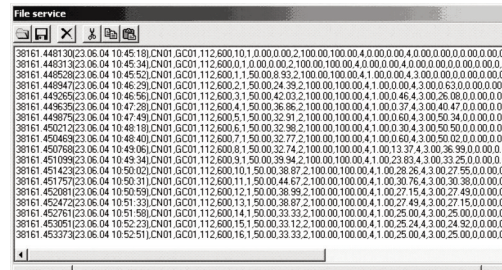 File service
38161.448130(23.06.04 10:45:18),CN01,GC01,112,600,10,1,0.00,0.00,2,100.00,100.00,4,0.00,0.00,4,0.00,0.00,0.00,0.00,0
38161.448313(23.06.04 10:45:34),CN01,GC01,112,600,0,1,0.00,0.00,2,100.00,100.00,4,0.00,0.00,4,0.00,0.00,0.00,0.00,0.
38161.448528(23.06.04 10:45:52),CN01,GC01,112,600,1,1,50.00,8.93,2,100.00,100.00,4,1.00,0.00,4,3.00,0.00,0.00,0.00,0
38161.448947(23.06.04 10:46:29),CN01,GC01,112,600,2,1,50.00,24.39,2,100.00,100.00,4,1.00,0.00,4,3.00,0.63,0.00,0.00
38161.449265(23.06.04 10:46:56),CN01,GC01,112,600,3,1,50.00,42.03,2,100.00,100.00,4,1.00,0.46,4,3.00,26.08,0.00,0.0
38161.449635(23.06.04 10:47:28),CN01,GC01,112,600,4,1,50.00,36.86,2,100.00,100.00,4,1.00,0.37,4,3.00,40.47,0.00,0.0
38161.449875(23.06.04 10:47:49),CN01,GC01,112,600,5,1,50.00,32.91,2,100.00,100.00,4,1.00,0.60,4,3.00,50.34,0.00,0.0
38161.450212(23.06.04 10:48:18),CN01,GC01,112,600,6,1,50.00,32.98,2,100.00,100.00,4,1.00,0.30,4,3.00,50.50,0.00,0.0
38161.450469(23.06.04 10:48:40),CN01,GC01,112,600,7,1,50.00,32.77,2,100.00,100.00,4,1.00,0.60,4,3.00,50.02,0.00,0.0
38161.450768(23.06.04 10:49:06),CN01,GC01,112,600,8,1,50.00,32.74,2,100.00,100.00,4,1.00,13.37,4,3.00,36.99,0.00,0.
38161.451099(23.06.04 10:49:34),CN01,GC01,112,600,9,1,50.00,39.94,2,100.00,100.00,4,1.00,23.83,4,3.00,33.25,0.00,0.
38161.451423(23.06.04 10:50:02),CN01,GC01,112,600,10,1,50.00,38.87,2,100.00,100.00,4,1.00,28.26,4,3.00,27.55,0.00,0
38161.451757(23.06.04 10:50:31),CN01,GC01,112,600,11,1,50.00,44.67,2,100.00,100.00,4,1.00,30.76,4,3.00,30.38,0.00,0
38161.452081(23.06.04 10:50:59),CN01,GC01,112,600,12,1,50.00,38.99,2,100.00,100.00,4,1.00,27.15,4,3.00,27.49,0.00,0
38161.452472(23.06.04 10:51:33),CN01,GC01,112,600,13,1,50.00,38.87,2,100.00,100.00,4,1.00,27.49,4,3.00,27.15,0.00,0
38161.452761(23.06.04 10:51:58),CN01,GC01,112,600,14,1,50.00,33.33,2,100.00,100.00,4,1.00,25.00,4,3.00,25.00,0.00,0
38161.453051(23.06.04 10:52:23),CN01,GC01,112,600,15,1,50.00,33.12,2,100.00,100.00,4,1.00,25.24,4,3.00,24.92,0.00,0
38161.453373(23.06.04 10:52:51),CN01,GC01,112,600,16,1,50.00,33.33,2,100.00,100.00,4,1.00,25.00,4,3.00,25.00,0.00,0